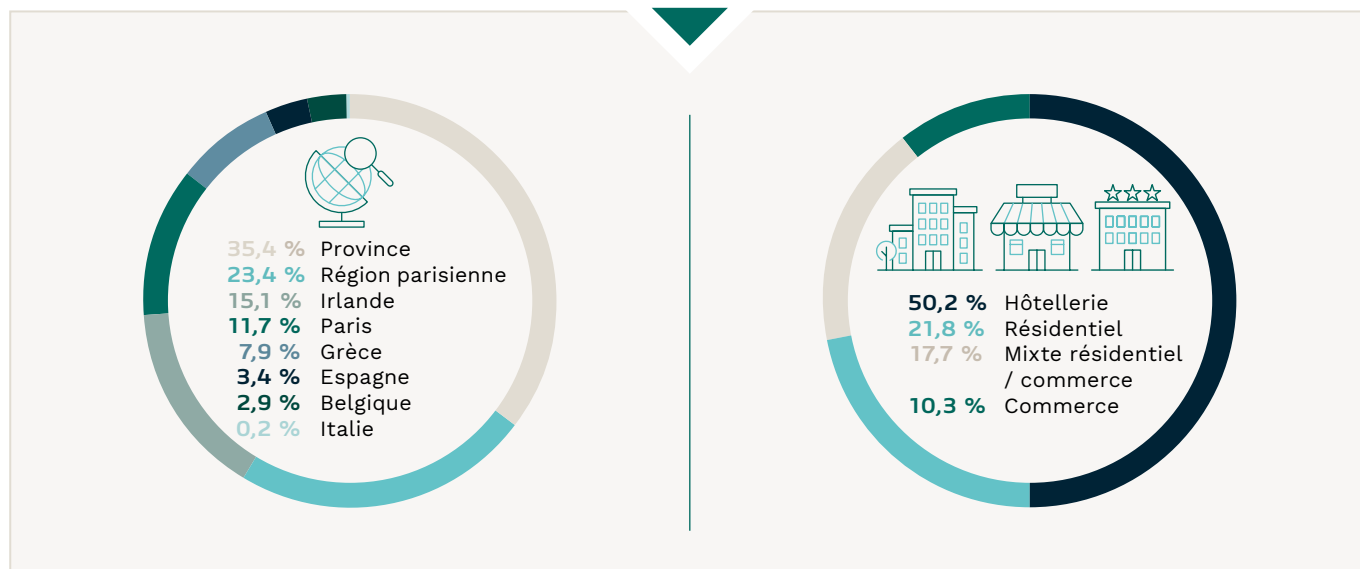 35,4 % Province
23,4 % Région parisienne
15,1 % Irlande
11,7 % Paris
7,9 % Grèce
3,4 % Espagne
2,9 % Belgique
0,2 % Italie
50,2 % Hôtellerie
21,8 % Résidentiel
17,7 % Mixte résidentiel
/ commerce
10,3 % Commerce